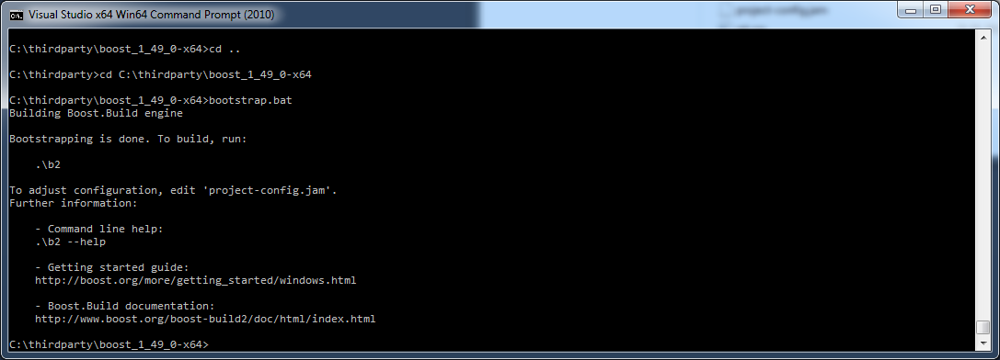 Visual Studio x64 Win64 Command Prompt (2010)
C:\thirdparty\boost_1_49_0-x64>cd ..
C:\thirdparty>cd C:\thirdparty\boost_1_49_0-x64
C:\thirdparty\boost_1_49_0-x64>bootstrap.bat
Building Boost.Build engine
Bootstrapping is done. To build, run:
.\b2
To adjust configuration, edit 'project-config.jam'.
Further information:
- Command line help:
.\b2 --help
- Getting started guide:
http://boost.org/more/getting_started/windows.html
- Boost.Build documentation:
http://www.boost.org/boost-build2/doc/html/index.html
C:\thirdparty\boost_1_49_0-x64>